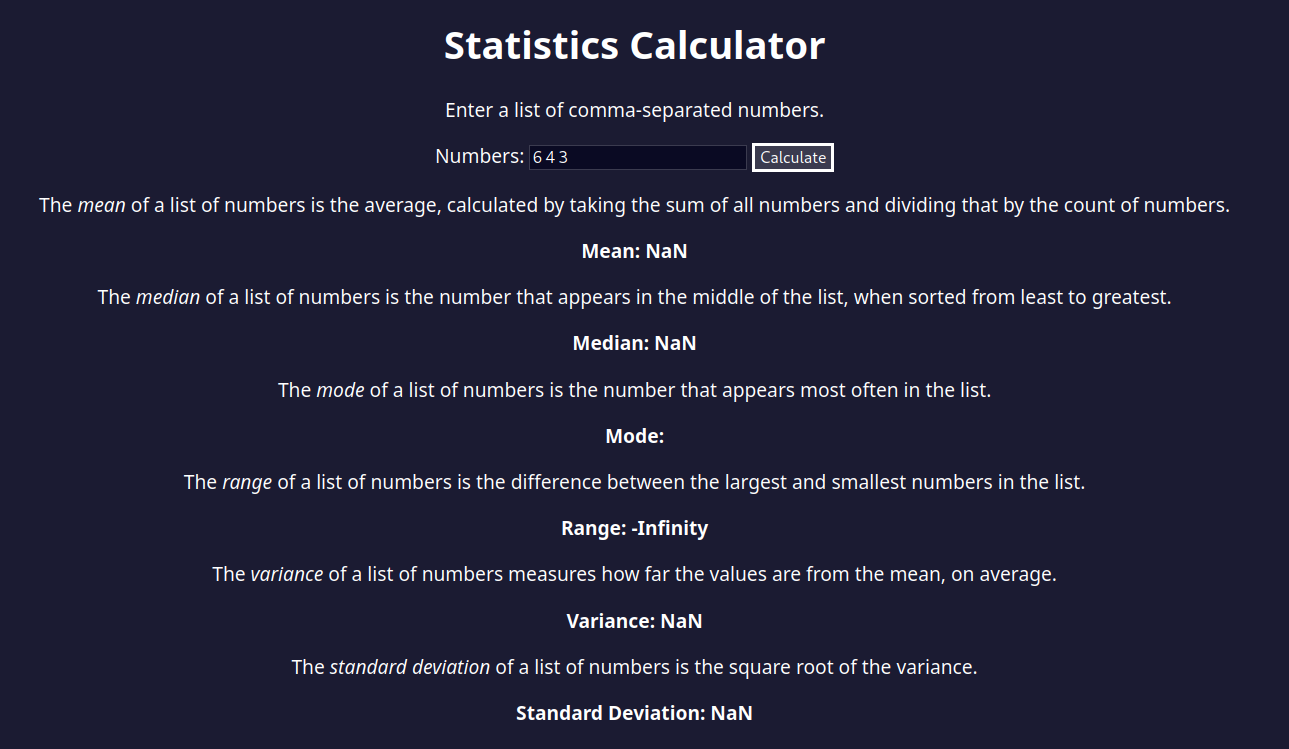 Statistics Calculator
Enter a list of comma-separated numbers.
Numbers: 6 4 3 Calculate
The mean of a list of numbers is the average, calculated by taking the sum of all numbers and dividing that by the count of numbers.
Mean: NaN
The median of a list of numbers is the number that appears in the middle of the list, when sorted from least to greatest.
Median: NaN
The mode of a list of numbers is the number that appears most often in the list.
Mode:
The range of a list of numbers is the difference between the largest and smallest numbers in the list.
Range: -Infinity
The variance of a list of numbers measures how far the values are from the mean, on average.
Variance: NaN
The standard deviation of a list of numbers is the square root of the variance.
Standard Deviation: NaN